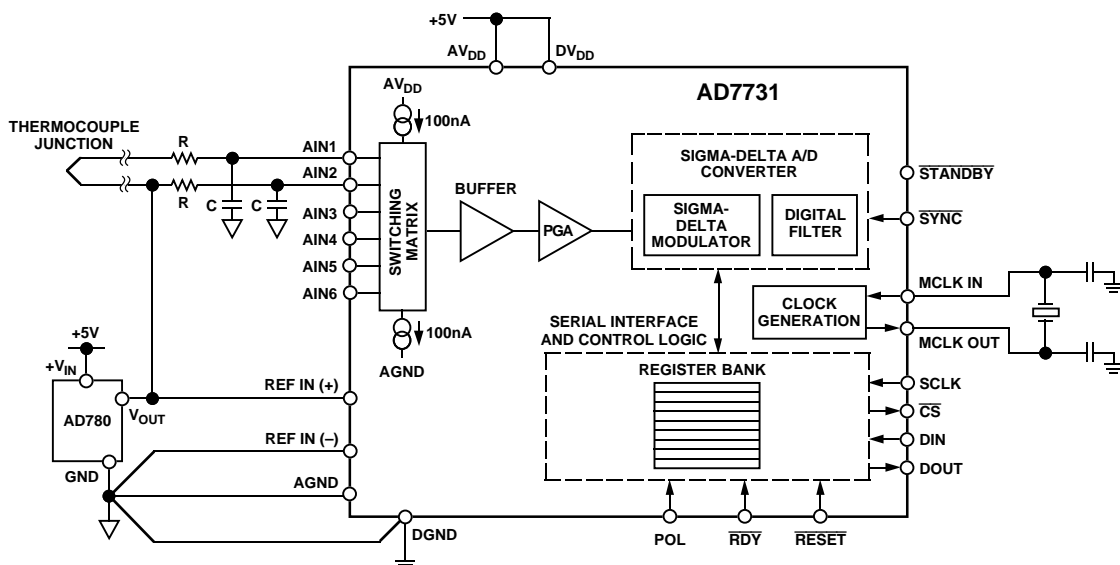 +5V
AVDD
DVDD
AD7731
AVDD
100nA
THERMOCOUPLE
JUNCTION
R
R
C
C
AIN1
AIN2
AIN3
AIN4
AIN5
AIN6
SWITCHING
MATRIX
BUFFER
PGA
SIGMA-DELTA A/D
CONVERTER
SIGMA-
DELTA
MODULATOR
DIGITAL
FILTER
STANDBY
SYNC
MCLK IN
CLOCK
GENERATION
MCLK OUT
100nA
AGND
SERIAL INTERFACE
AND CONTROL LOGIC
REGISTER BANK
SCLK
CS
DIN
DOUT
+5V
+VIN
AD780
VOUT
GND
REF IN (+)
REF IN (–)
AGND
DGND
POL
RDY
RESET